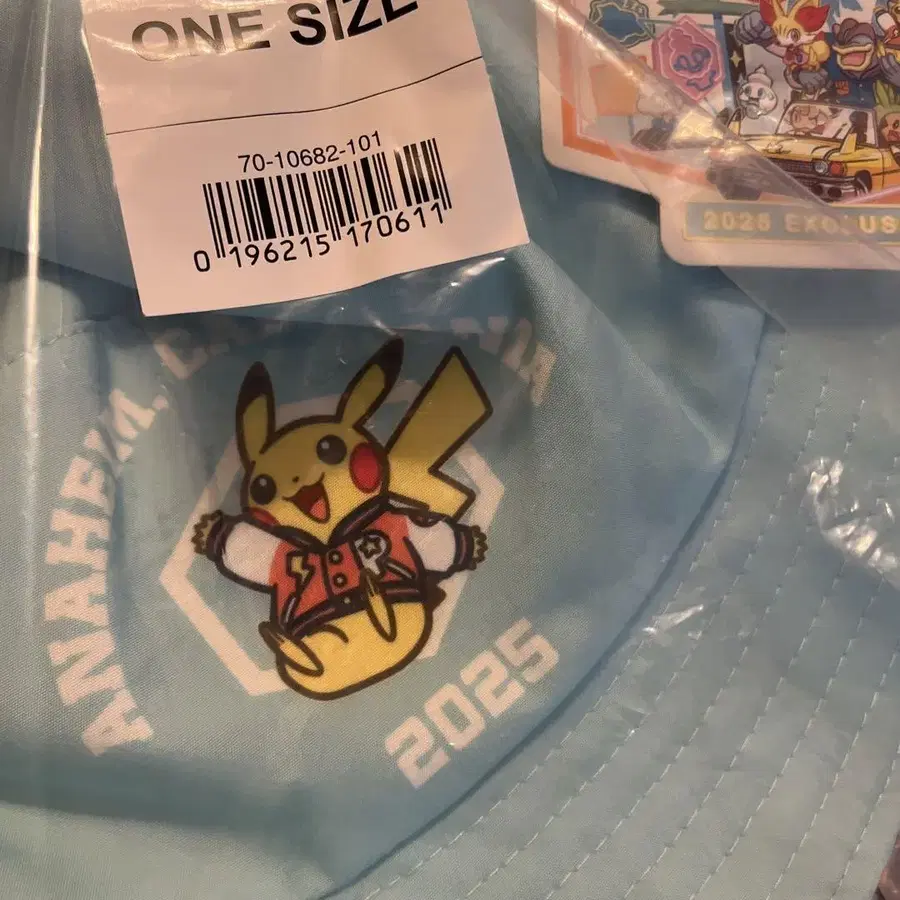 ONE SIZE
70-10682-101
0 196215 170611
2025 EXCLUS
ANAHEIM,
2025